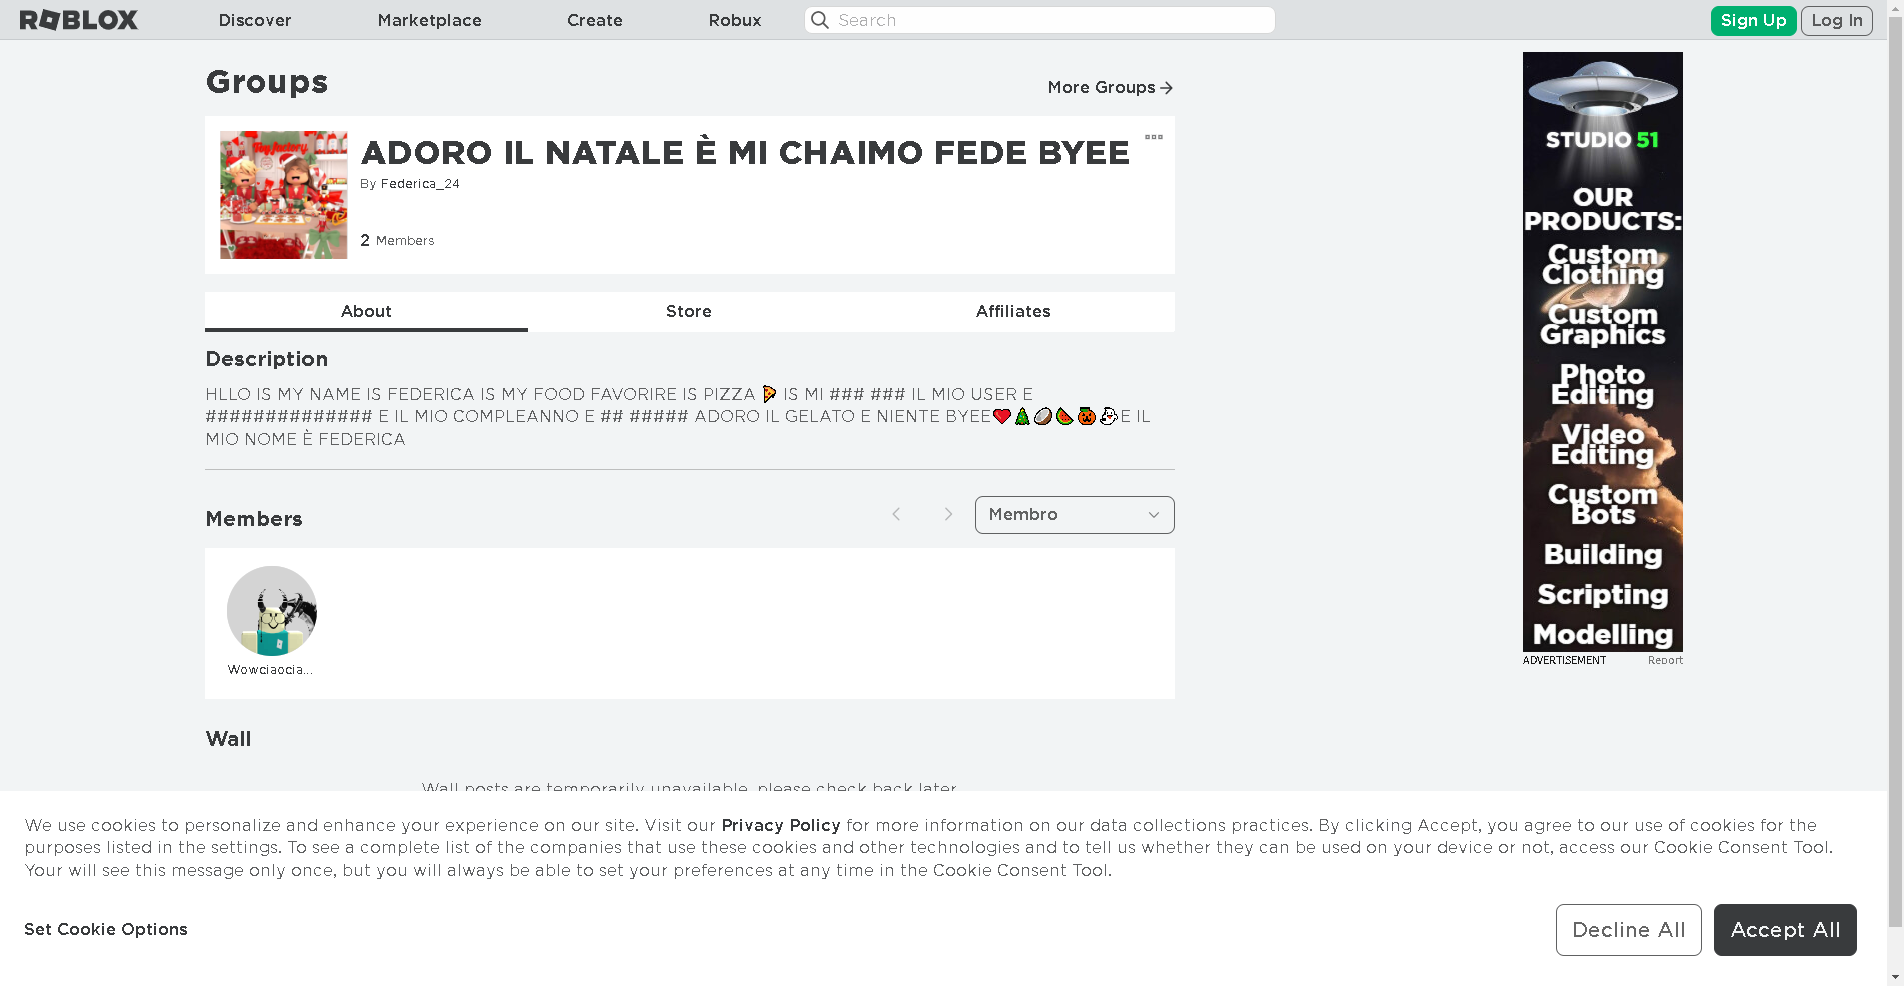 ROBLOX Discover Marketplace Create Robux Search Sign Up Log In
Groups
More Groups
ADORO IL NATALE È MI CHAIMO FEDE BYEE
By Federica_24
2 Members
About Store Affiliates
Description
HLLO IS MY NAME IS FEDERICA IS MY FOOD FAVORIRE IS PIZZA 🍕 IS MI ### ### IL MIO USER E
############## E IL MIO COMPLEANNO E ## ##### ADORO IL GELATO E NIENTE BYEE❤️🎄🥥🍉🎃👻E IL
MIO NOME È FEDERICA
Members
Membro
Wowciaocia...
Wall
Wall posts are temporarily unavailable, please check back later.
STUDIO 51
OUR
PRODUCTS:
Custom
Clothing
Custom
Graphics
Photo
Editing
Video
Editing
Custom
Bots
Building
Scripting
Modelling
ADVERTISEMENT Report
We use cookies to personalize and enhance your experience on our site. Visit our Privacy Policy for more information on our data collections practices. By clicking Accept, you agree to our use of cookies for the
purposes listed in the settings. To see a complete list of the companies that use these cookies and other technologies and to tell us whether they can be used on your device or not, access our Cookie Consent Tool.
Your will see this message only once, but you will always be able to set your preferences at any time in the Cookie Consent Tool.
Set Cookie Options
Decline All
Accept All